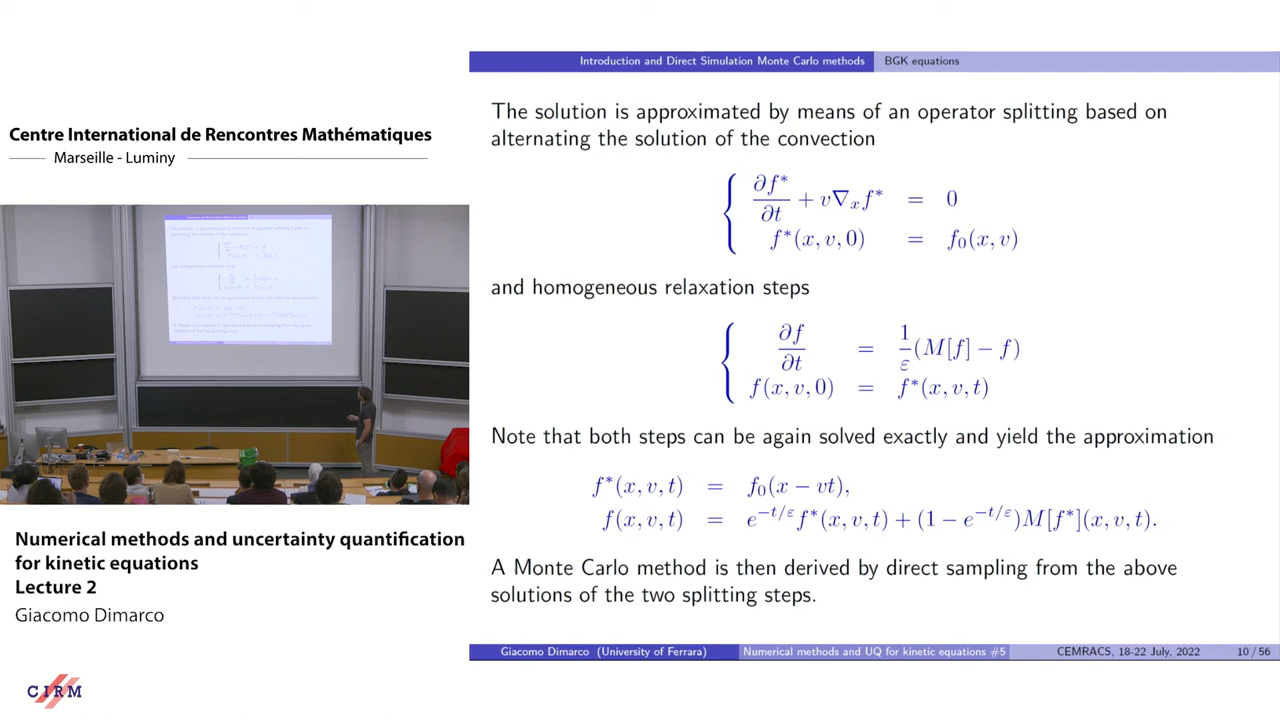 Centre International de Rencontres Mathématiques
Marseille - Luminy
Numerical methods and uncertainty quantification
for kinetic equations
Lecture 2
Giacomo Dimarco
CIRM
Introduction and Direct Simulation Monte Carlo methods BGK equations
The solution is approximated by means of an operator splitting based on
alternating the solution of the convection
∂f*/∂t + v∇ₓf* = 0
f*(x, v, 0) = f₀(x, v)
and homogeneous relaxation steps
∂f/∂t = 1/ε (M[f] − f)
f(x, v, 0) = f*(x, v, t)
Note that both steps can be again solved exactly and yield the approximation
f*(x, v, t) = f₀(x − vt),
f(x, v, t) = e^{−t/ε} f*(x, v, t) + (1 − e^{−t/ε})M[f*](x, v, t).
A Monte Carlo method is then derived by direct sampling from the above
solutions of the two splitting steps.
Giacomo Dimarco (University of Ferrara) Numerical methods and UQ for kinetic equations #5 CEMRACS, 18-22 July, 2022 10 / 56